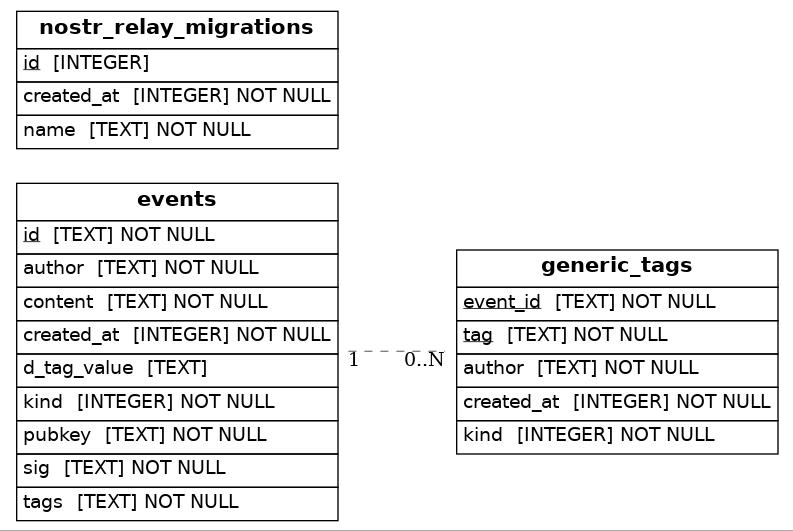 nostr_relay_migrations
id [INTEGER]
created_at [INTEGER] NOT NULL
name [TEXT] NOT NULL
events
id [TEXT] NOT NULL
author [TEXT] NOT NULL
content [TEXT] NOT NULL
created_at [INTEGER] NOT NULL
d_tag_value [TEXT]
kind [INTEGER] NOT NULL
pubkey [TEXT] NOT NULL
sig [TEXT] NOT NULL
tags [TEXT] NOT NULL
1 0..N
generic_tags
event_id [TEXT] NOT NULL
tag [TEXT] NOT NULL
author [TEXT] NOT NULL
created_at [INTEGER] NOT NULL
kind [INTEGER] NOT NULL